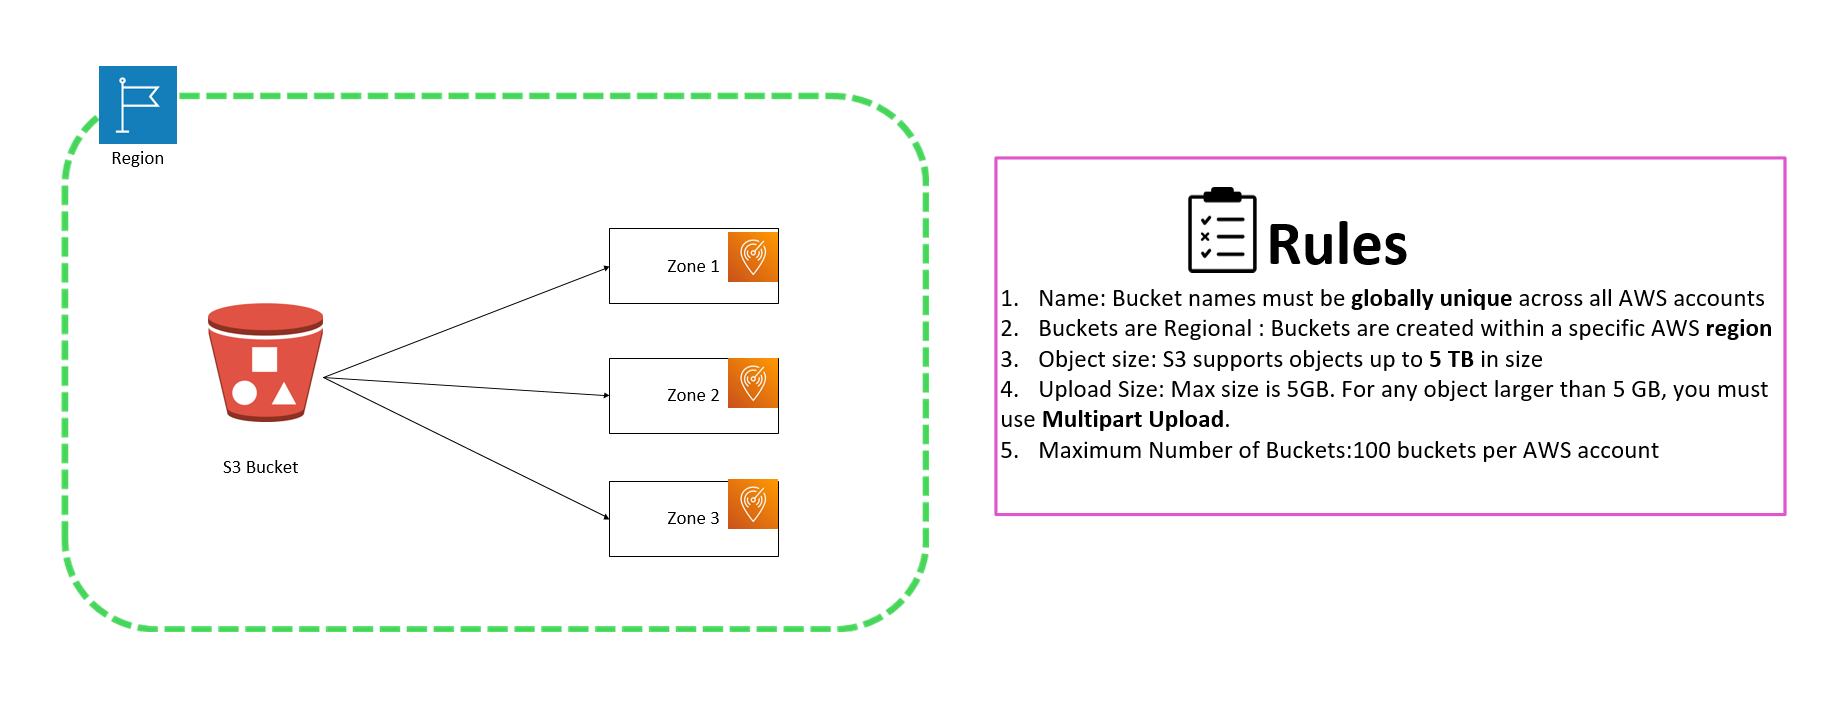 Region
S3 Bucket
Zone 1
Zone 2
Zone 3
Rules
1. Name: Bucket names must be globally unique across all AWS accounts
2. Buckets are Regional : Buckets are created within a specific AWS region
3. Object size: S3 supports objects up to 5 TB in size
4. Upload Size: Max size is 5GB. For any object larger than 5 GB, you must
use Multipart Upload.
5. Maximum Number of Buckets:100 buckets per AWS account